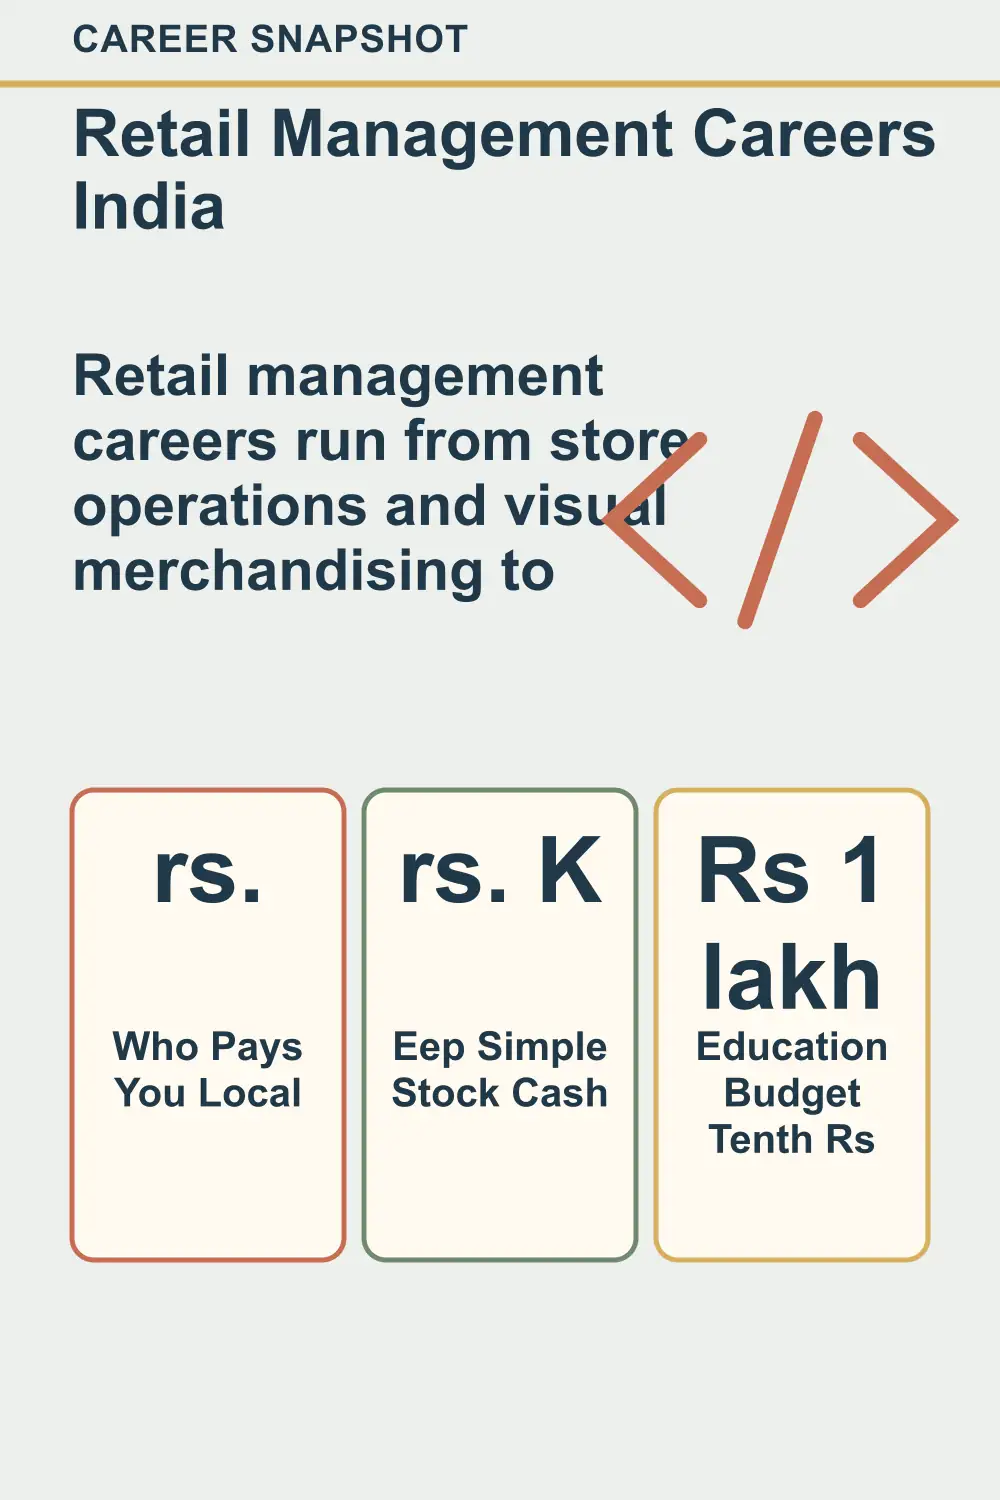 CAREER SNAPSHOT
Retail Management Careers
India
Retail management
careers run from store
operations and visual
merchandising to
rs.
Who Pays
You Local
rs. K
Eep Simple
Stock Cash
Rs 1
lakh
Education
Budget
Tenth Rs